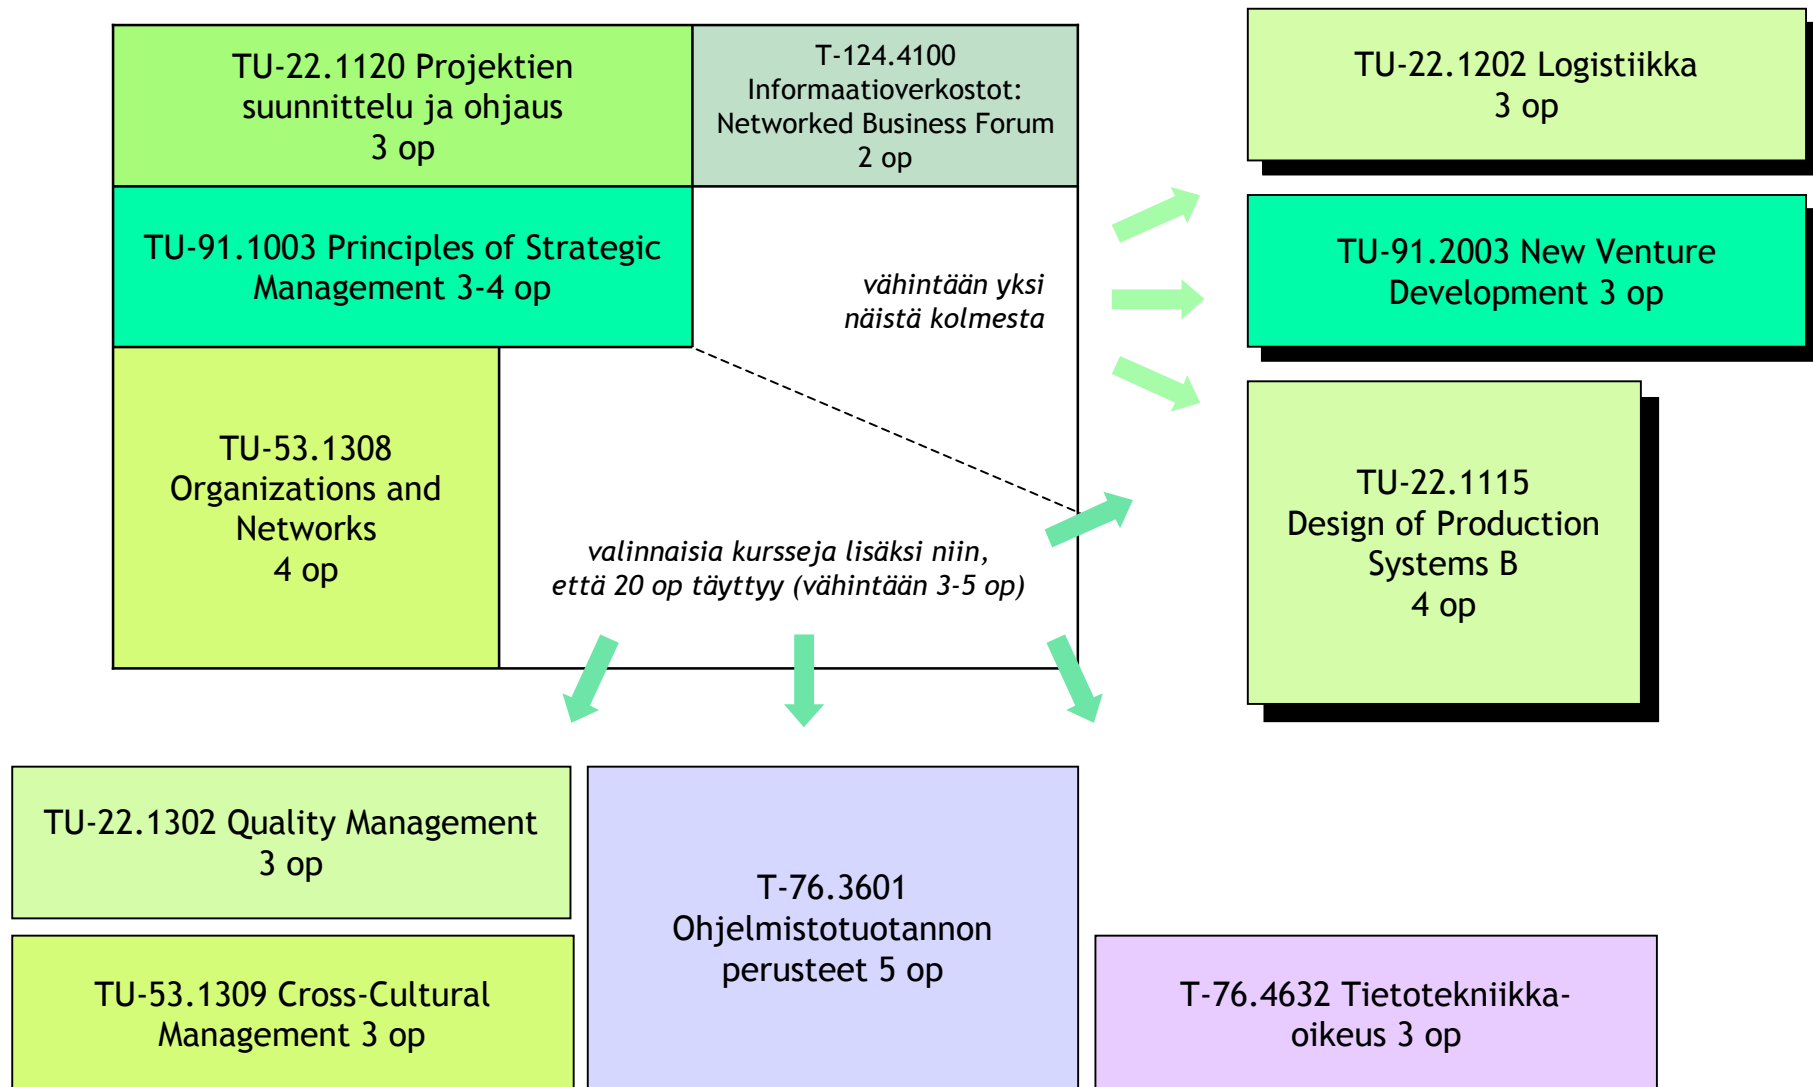 TU-22.1120 Projektien
suunnittelu ja ohjaus
3 op
T-124.4100
Informaatioverkostot:
Networked Business Forum
2 op
TU-22.1202 Logistiikka
3 op
TU-91.1003 Principles of Strategic
Management 3-4 op
vähintään yksi
näistä kolmesta
TU-91.2003 New Venture
Development 3 op
TU-53.1308
Organizations and
Networks
4 op
valinnaisia kursseja lisäksi niin,
että 20 op täyttyy (vähintään 3-5 op)
TU-22.1115
Design of Production
Systems B
4 op
TU-22.1302 Quality Management
3 op
T-76.3601
Ohjelmistotuotannon
perusteet 5 op
TU-53.1309 Cross-Cultural
Management 3 op
T-76.4632 Tietotekniikka-
oikeus 3 op